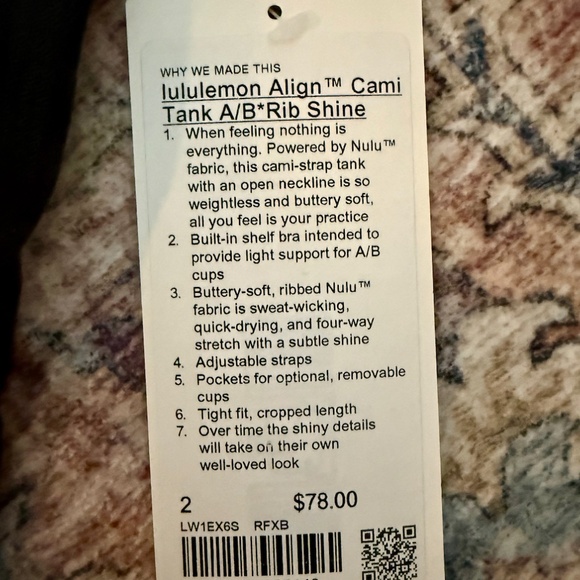 WHY WE MADE THIS
lululemon Align™ Cami
Tank A/B*Rib Shine
1. When feeling nothing is
everything. Powered by Nulu™
fabric, this cami-strap tank
with an open neckline is so
weightless and buttery soft,
all you feel is your practice
2. Built-in shelf bra intended to
provide light support for A/B
cups
3. Buttery-soft, ribbed Nulu™
fabric is sweat-wicking,
quick-drying, and four-way
stretch with a subtle shine
4. Adjustable straps
5. Pockets for optional, removable
cups
6. Tight fit, cropped length
7. Over time the shiny details
will take on their own
well-loved look
2 $78.00
LW1EX6S RFXB